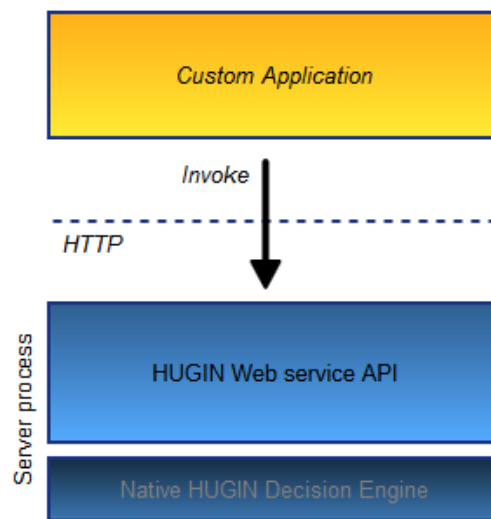 Custom Application
Invoke
HTTP
HUGIN Web service API
Server process
Native HUGIN Decision Engine